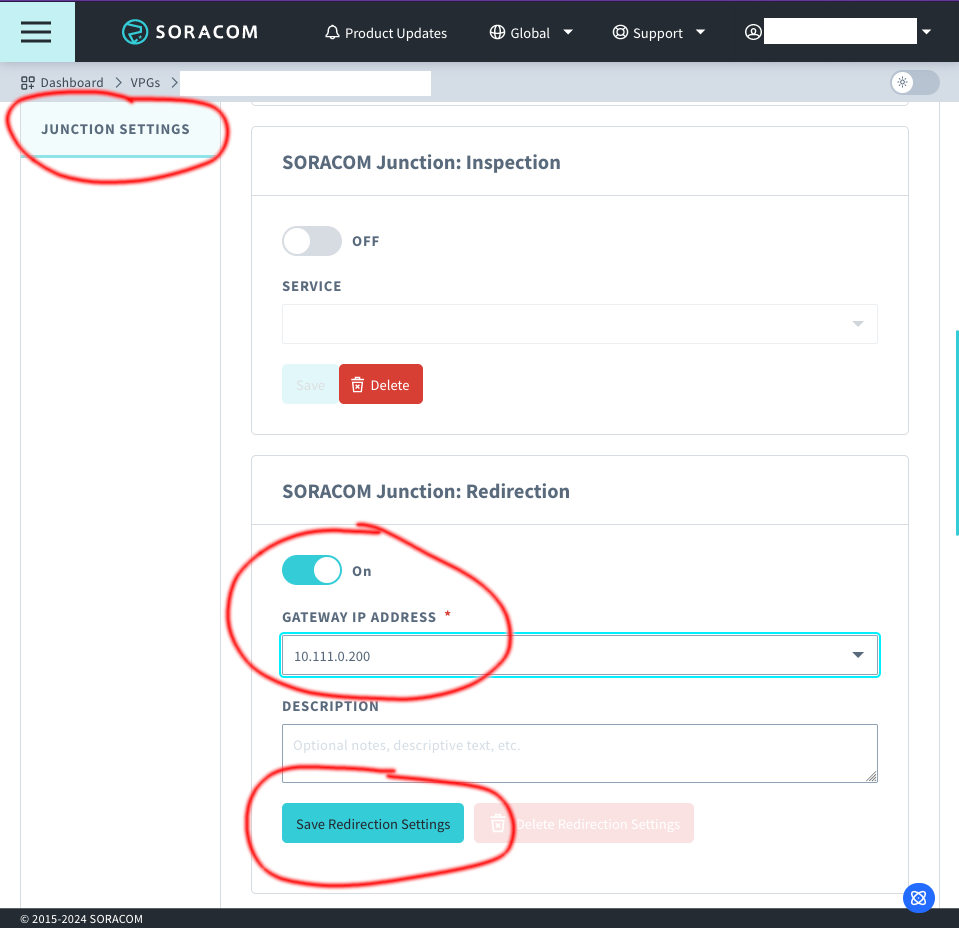 SORACOM
Product Updates
Global
Support
Dashboard > VPGs >
JUNCTION SETTINGS
SORACOM Junction: Inspection
OFF
SERVICE
Save
Delete
SORACOM Junction: Redirection
On
GATEWAY IP ADDRESS *
10.111.0.200
DESCRIPTION
Optional notes, descriptive text, etc.
Save Redirection Settings
Delete Redirection Settings
© 2015-2024 SORACOM